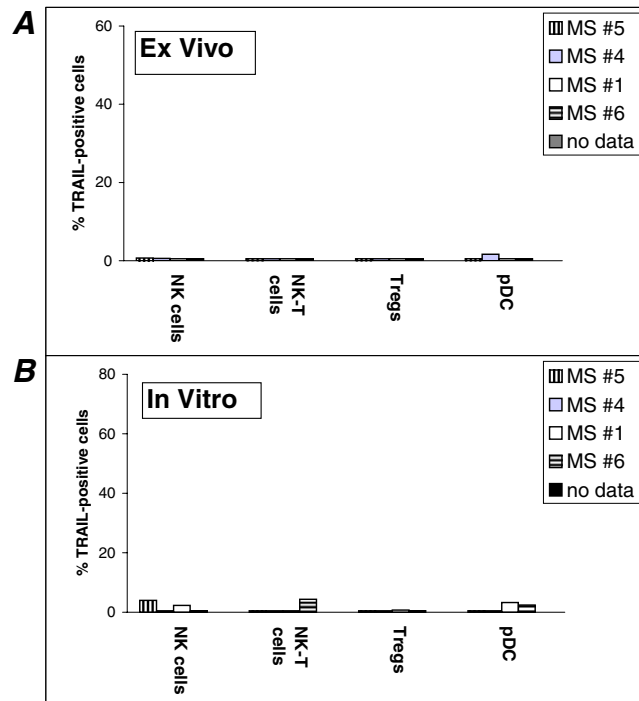 A
Ex Vivo
% TRAIL-positive cells
60
40
20
0
NK cells
NK-T
cells
Tregs
pDC
MS #5
MS #4
MS #1
MS #6
no data
B
In Vitro
% TRAIL-positive cells
80
60
40
20
0
NK cells
NK-T
cells
Tregs
pDC
MS #5
MS #4
MS #1
MS #6
no data